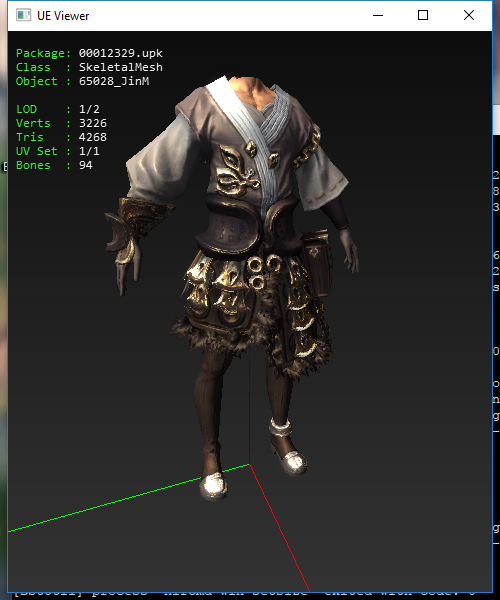 UE Viewer
Package: 00012329.upk
Class : SkeletalMesh
Object : 65028_JinM
LOD : 1/2
Verts : 3226
Tris : 4268
UV Set : 1/1
Bones : 94